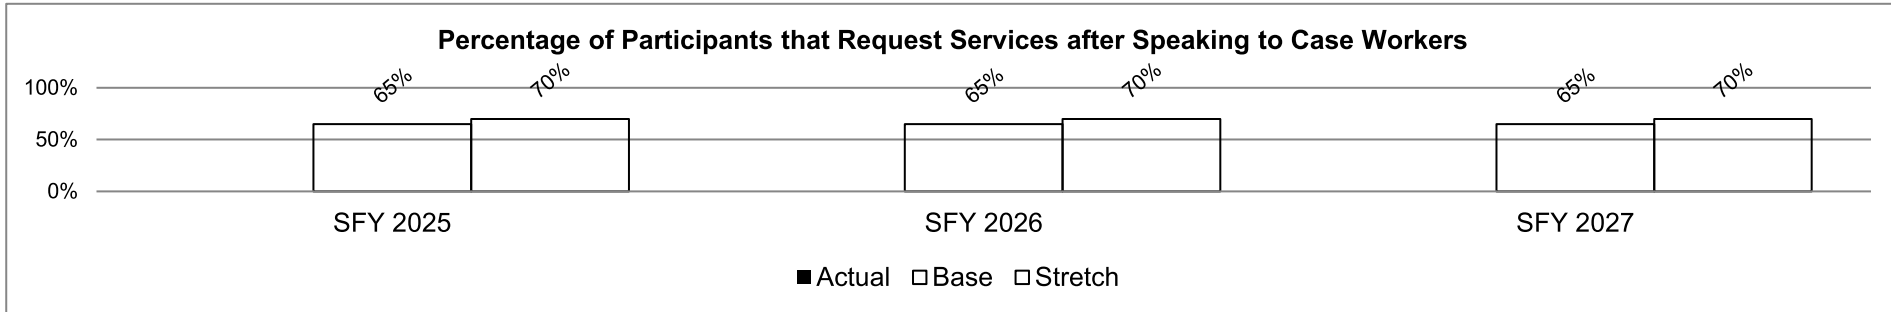 Percentage of Participants that Request Services after Speaking to Case Workers
100%
50%
0%
65%
70%
65%
70%
65%
70%
SFY 2025
SFY 2026
SFY 2027
Actual Base Stretch